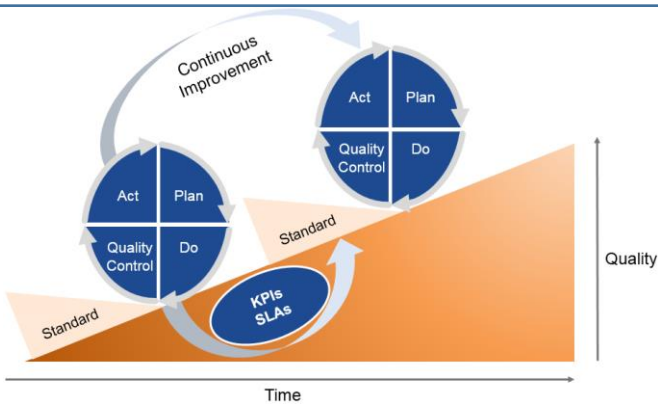 Continuous
Improvement
Act
Plan
Quality
Control
Do
Act
Plan
Quality
Control
Do
Standard
Standard
KPIs
SLAs
Quality
Time